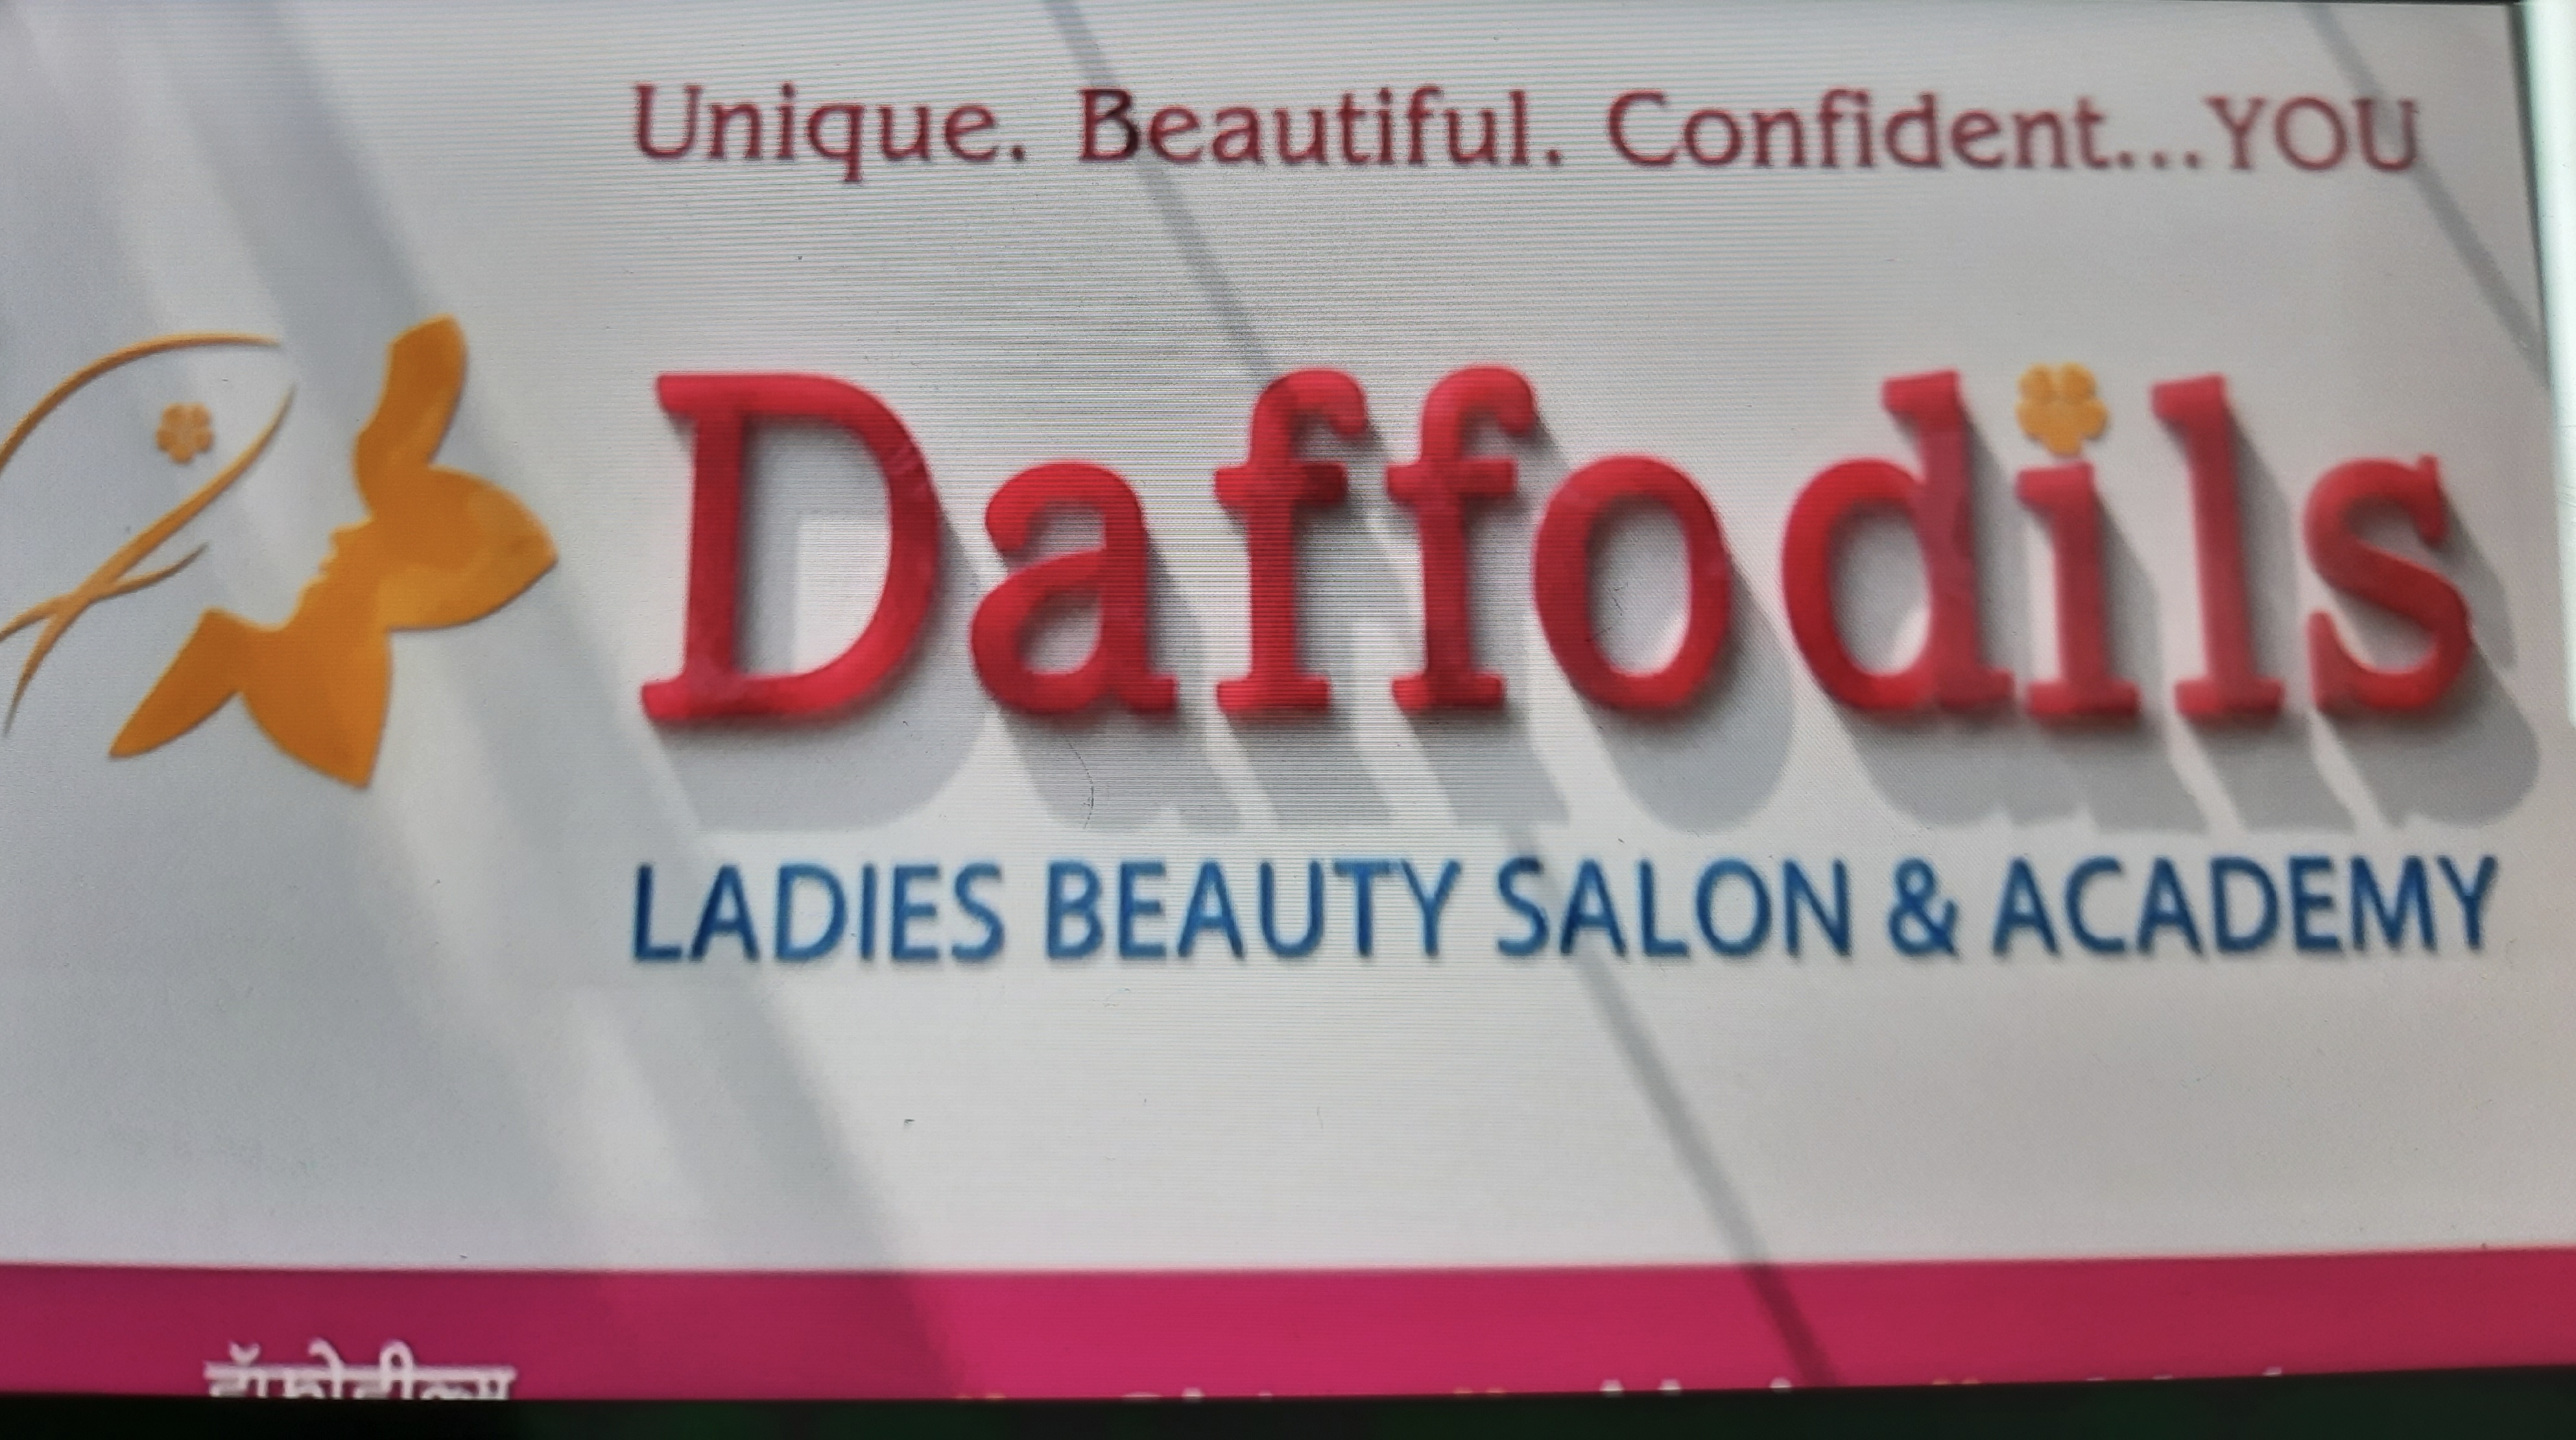 Unique. Beautiful. Confident...YOU
Daffodils
LADIES BEAUTY SALON & ACADEMY
डॅफोडील्स